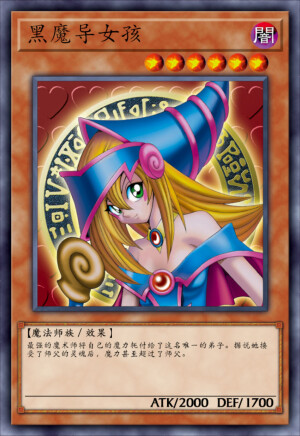 黑魔导女孩
闇
【魔法师族／效果】
最强的魔术师将自己的魔力托付给了这名唯一的弟子。据说她接
受了师父的灵魂后，魔力甚至超过了师父。
ATK/2000 DEF/1700